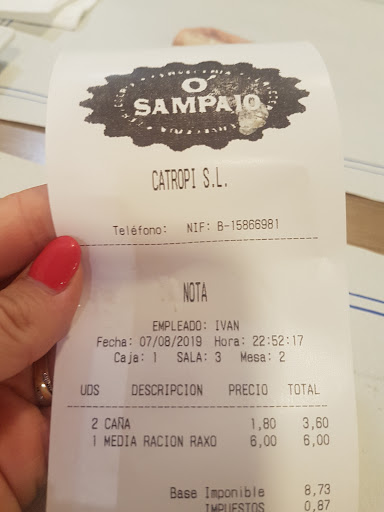 O'
SAMPAIO
CATROPI S.L.
Teléfono: NIF: B-15866981
NOTA
EMPLEADO: IVAN
Fecha: 07/08/2019 Hora: 22:52:17
Caja: 1 SALA: 3 Mesa: 2
UDS DESCRIPCION PRECIO TOTAL
2 CAÑA 1,80 3,60
1 MEDIA RACION RAXO 6,00 6,00
Base Imponible 8,73
IMPUESTOS 0,87